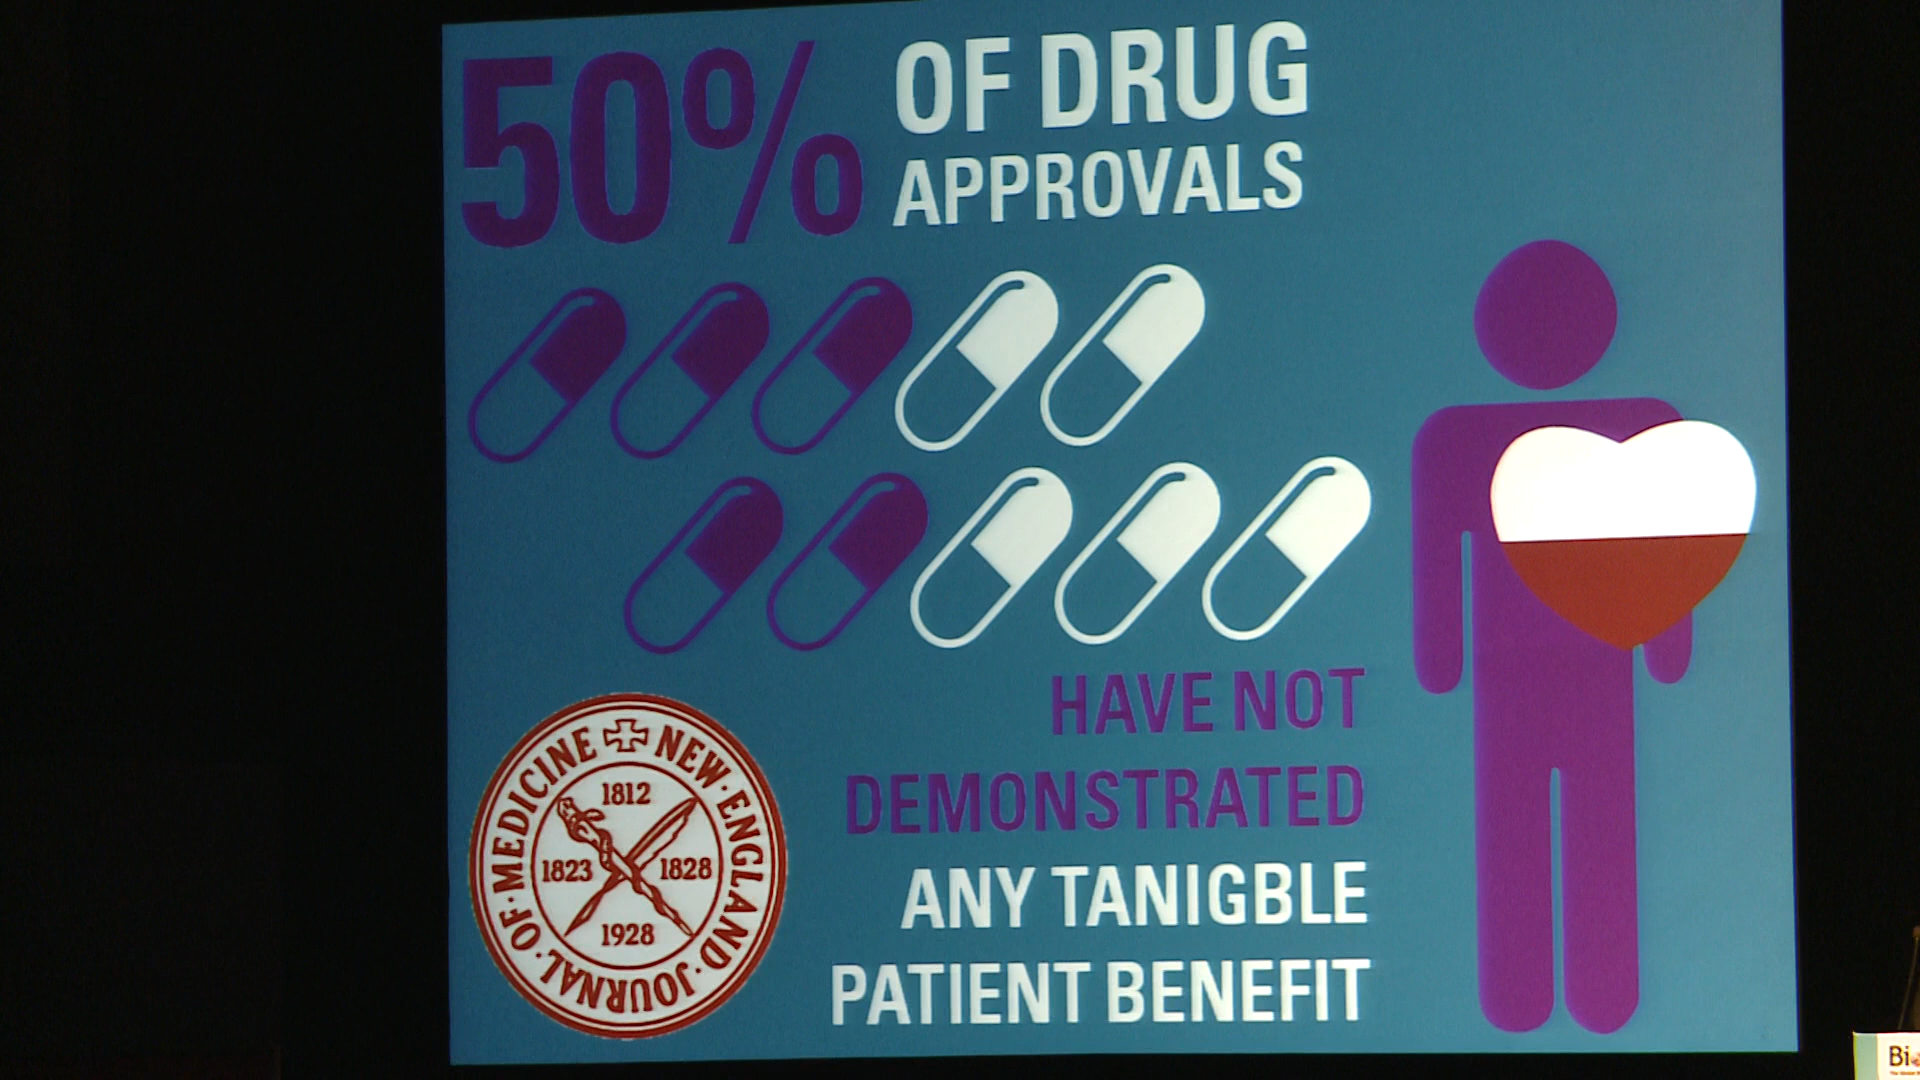 50% OF DRUG
APPROVALS
HAVE NOT
DEMONSTRATED
ANY TANIGBLE
PATIENT BENEFIT
NEW·ENGLAND·JOURNAL·OF·MEDICINE
1812
1823 1828
1928